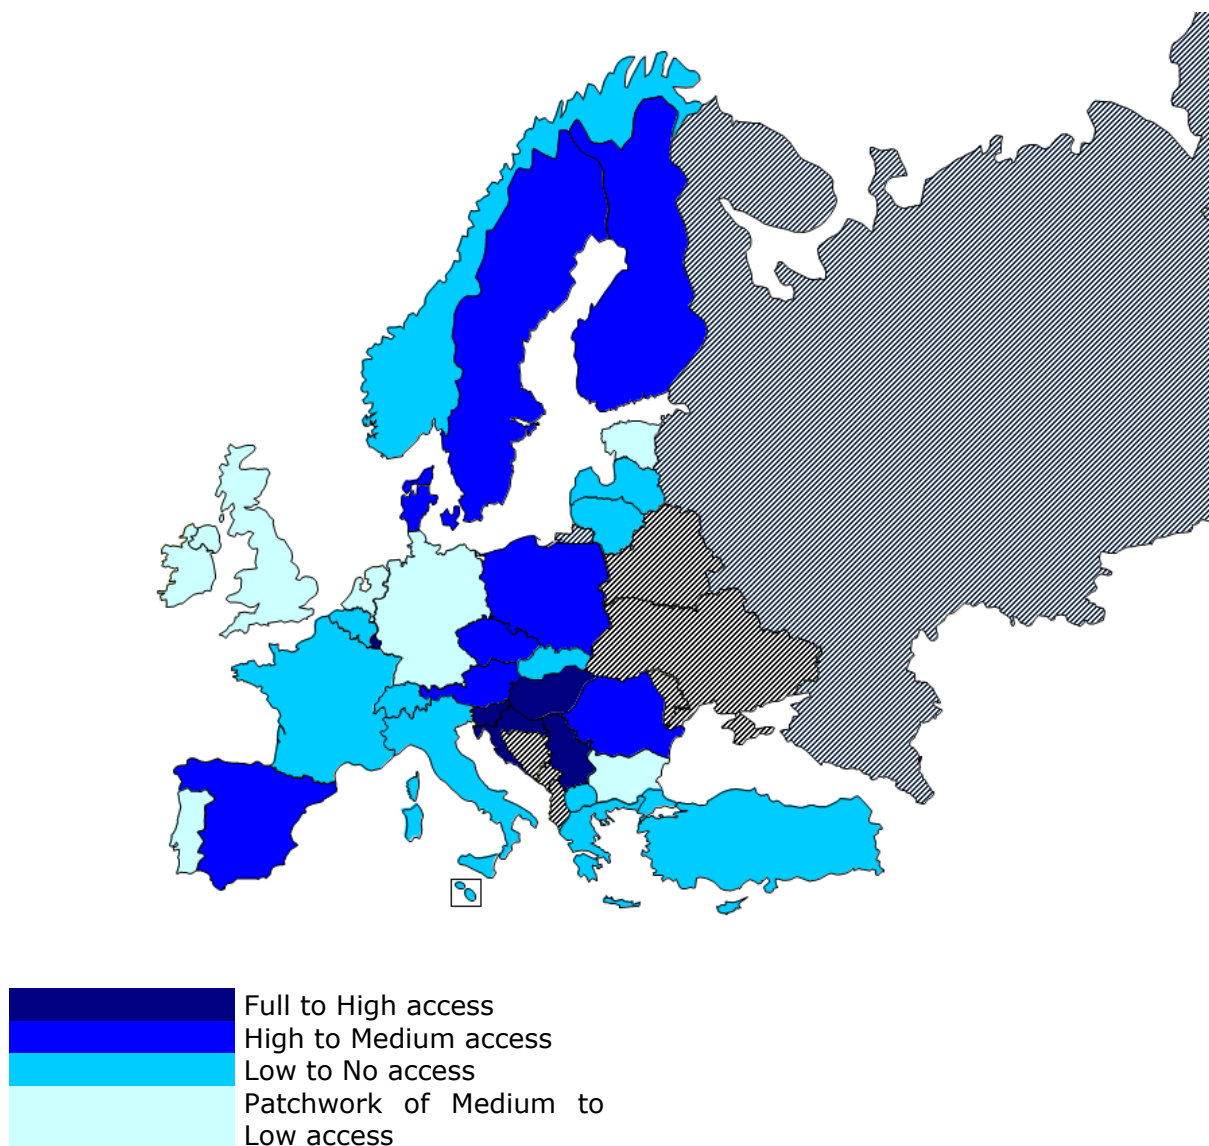 Full to High access
High to Medium access
Low to No access
Patchwork of Medium to
Low access